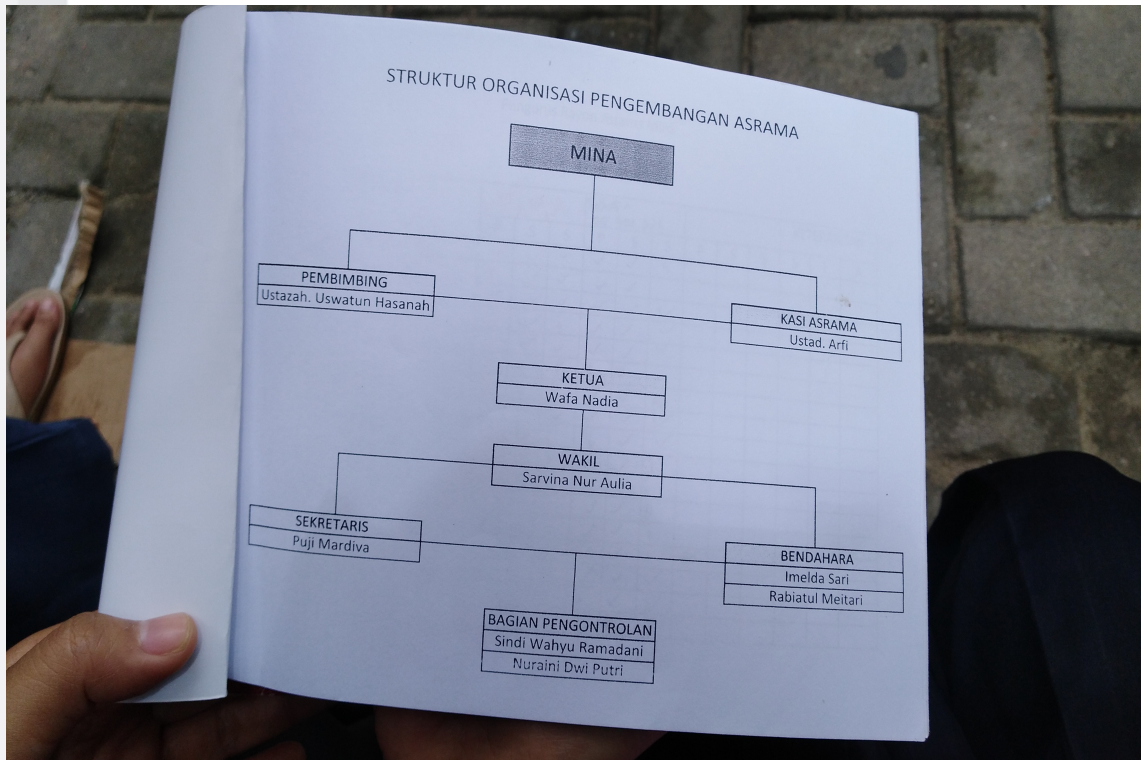 STRUKTUR ORGANISASI PENGEMBANGAN ASRAMA
MINA
PEMBIMBING
Ustazah. Uswatun Hasanah
KASI ASRAMA
Ustad. Arfi
KETUA
Wafa Nadia
WAKIL
Sarvina Nur Aulia
SEKRETARIS
Puji Mardiva
BENDAHARA
Imelda Sari
Rabiatul Meitari
BAGIAN PENGONTROLAN
Sindi Wahyu Ramadani
Nuraini Dwi Putri